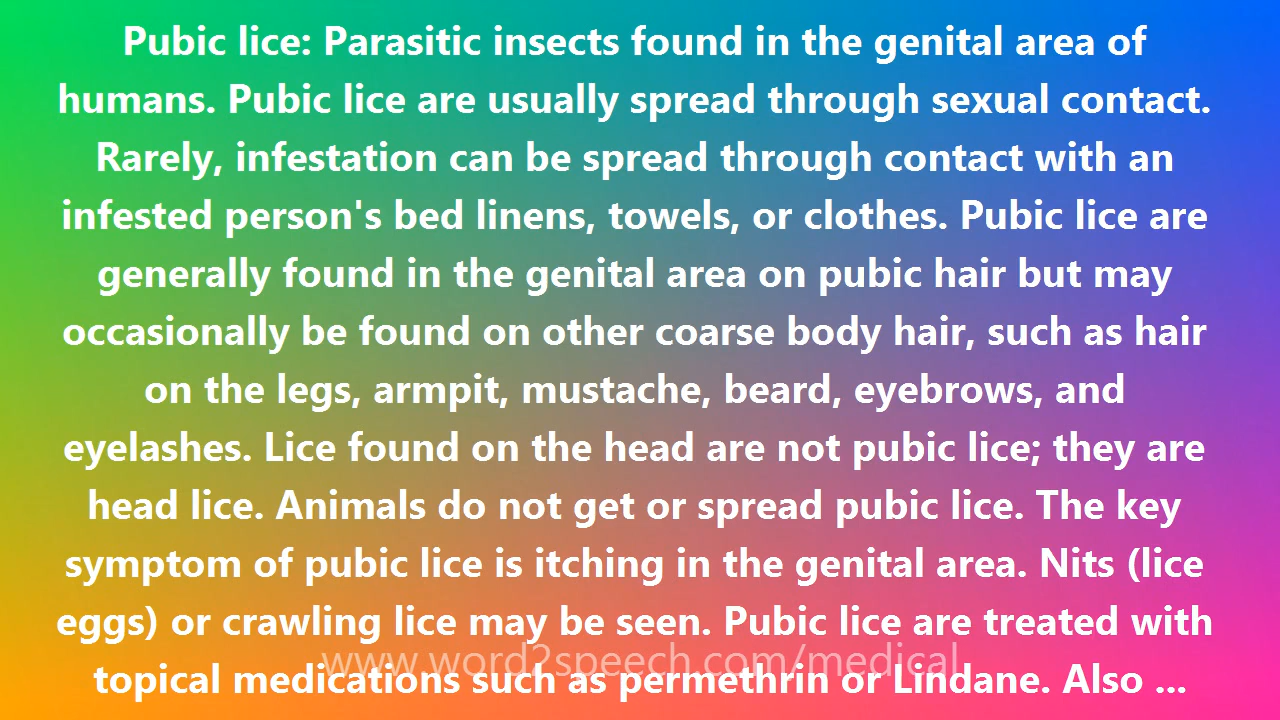 Pubic lice: Parasitic insects found in the genital area of
humans. Pubic lice are usually spread through sexual contact.
Rarely, infestation can be spread through contact with an
infested person's bed linens, towels, or clothes. Pubic lice are
generally found in the genital area on pubic hair but may
occasionally be found on other coarse body hair, such as hair
on the legs, armpit, mustache, beard, eyebrows, and
eyelashes. Lice found on the head are not pubic lice; they are
head lice. Animals do not get or spread pubic lice. The key
symptom of pubic lice is itching in the genital area. Nits (lice
eggs) or crawling lice may be seen. Pubic lice are treated with
www.word2speech.com/medical
topical medications such as permethrin or Lindane. Also ...